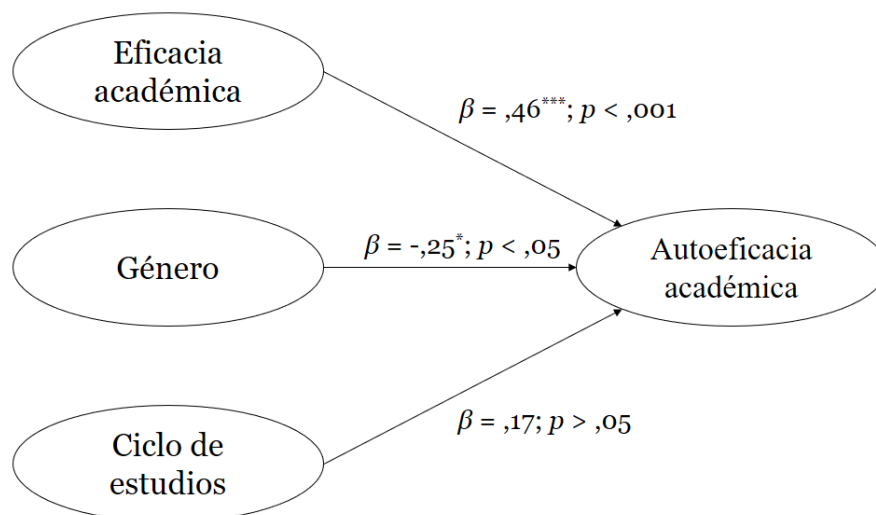 Eficacia
académica
β = ,46***; p < ,001
Género
β = -,25*; p < ,05
Autoeficacia
académica
β = ,17; p > ,05
Ciclo de
estudios